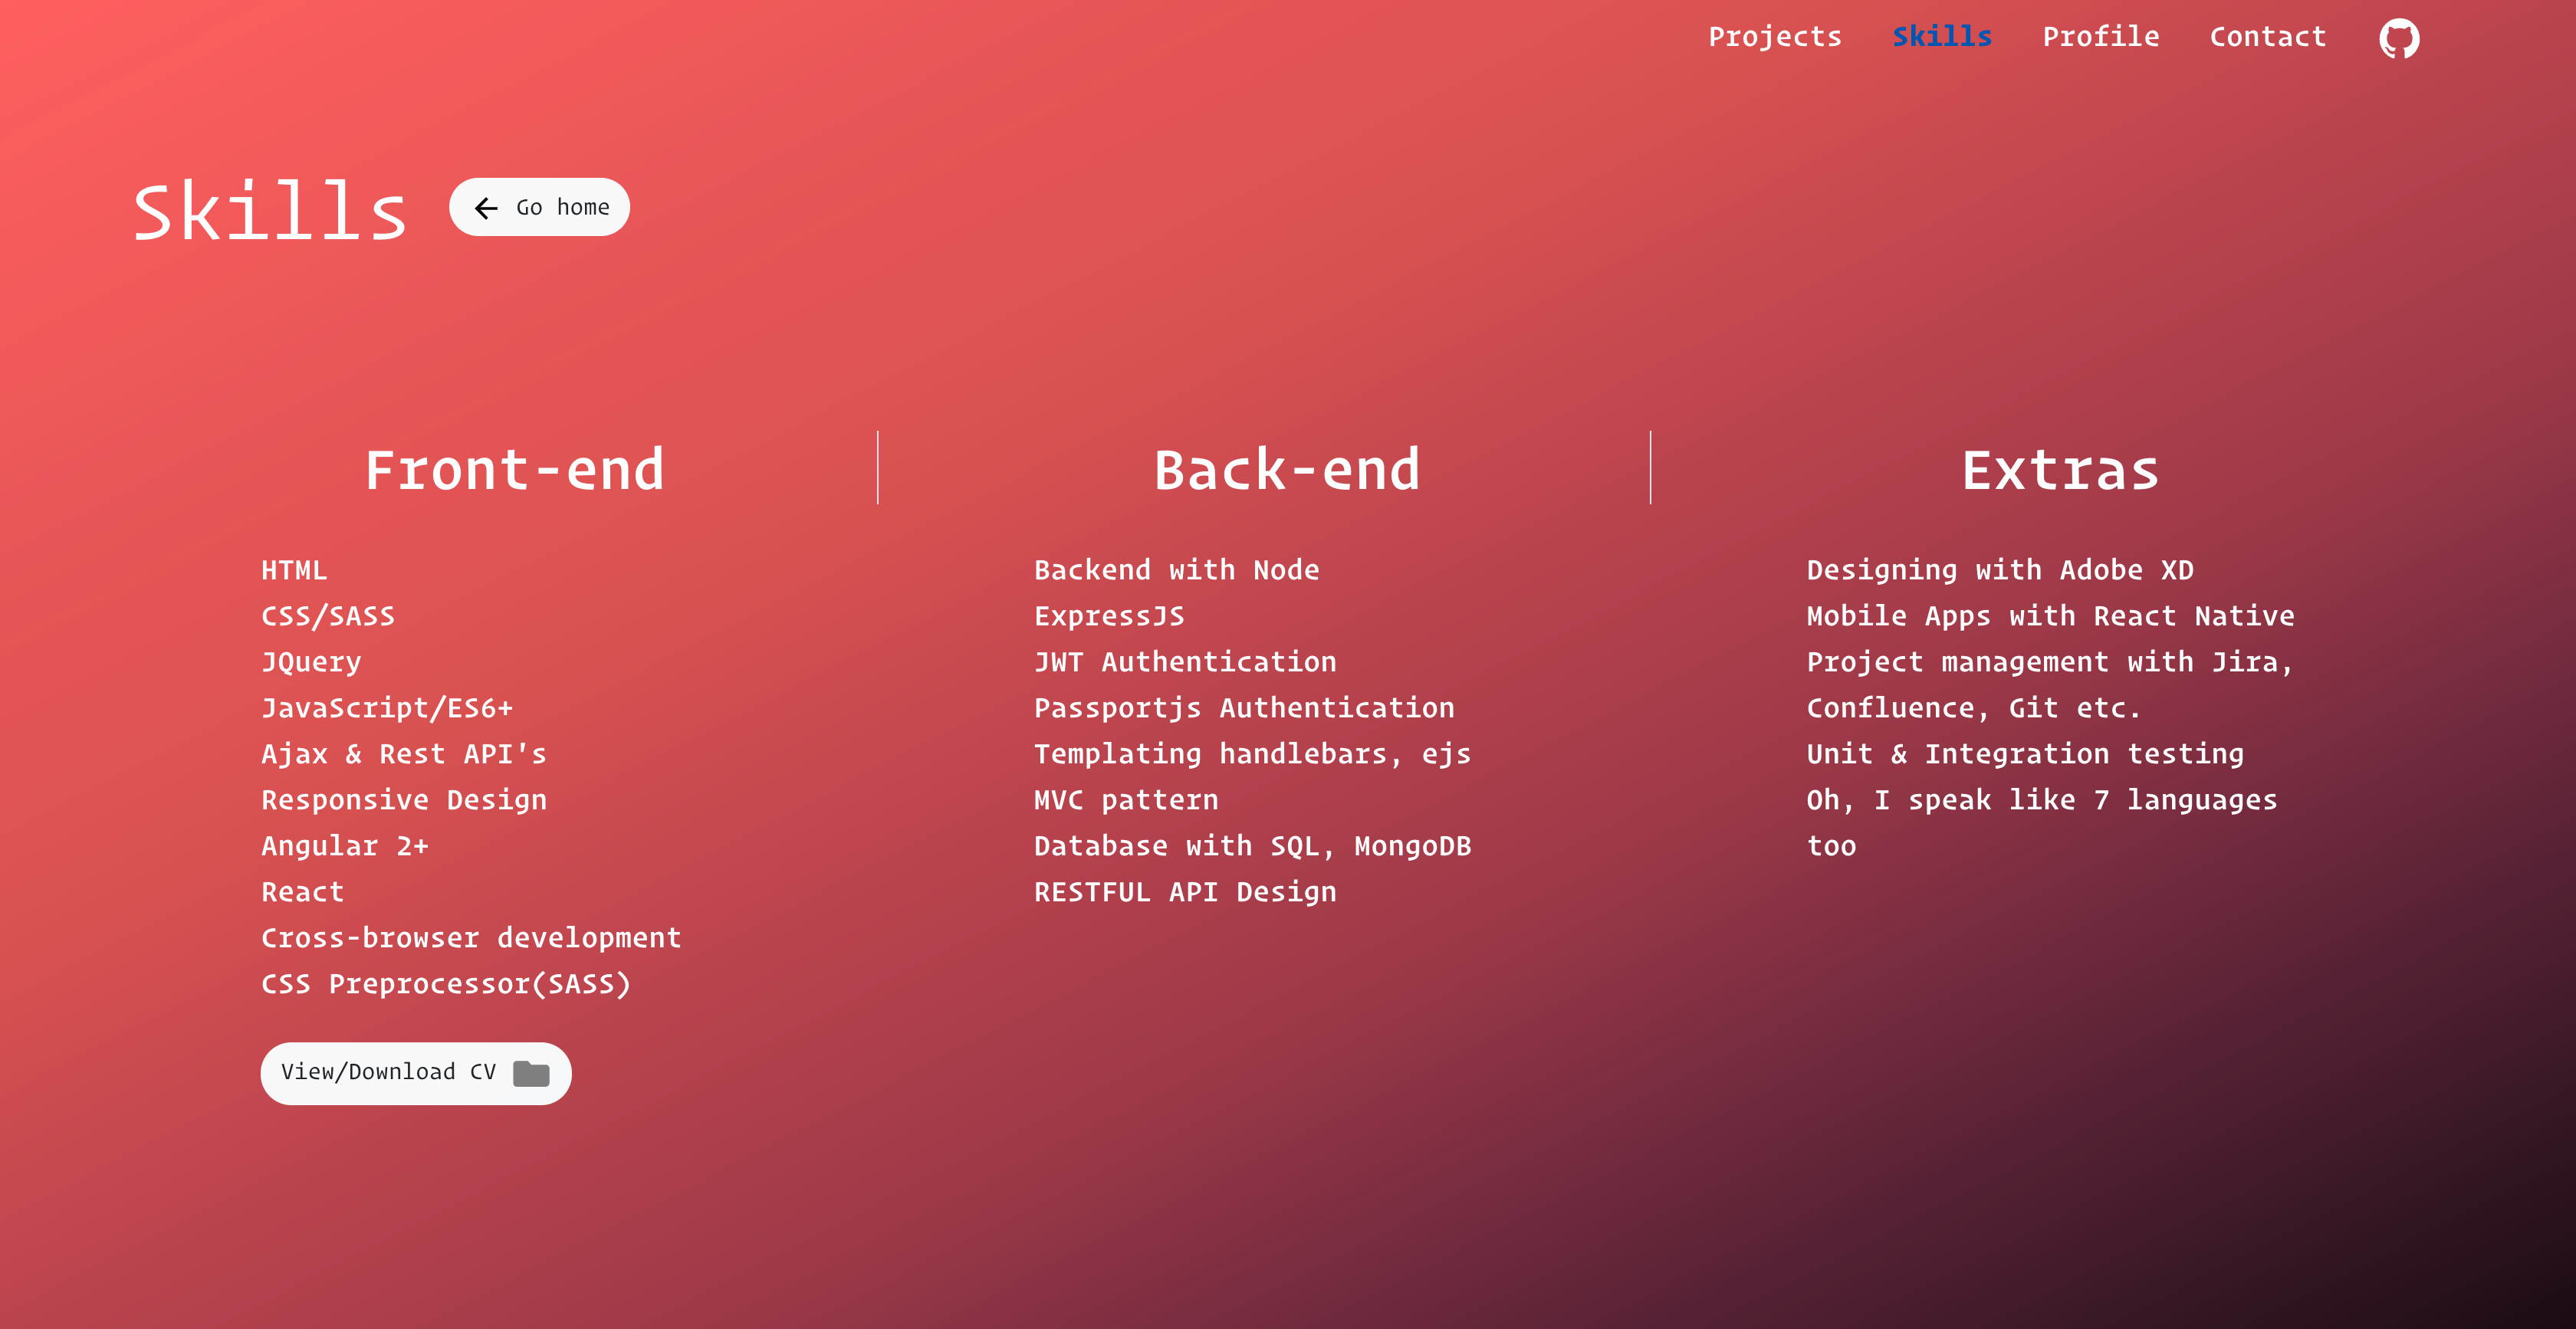 Projects Skills Profile Contact
Skills
Go home
Front-end
HTML
CSS/SASS
JQuery
JavaScript/ES6+
Ajax & Rest API's
Responsive Design
Angular 2+
React
Cross-browser development
CSS Preprocessor(SASS)
View/Download CV
Back-end
Backend with Node
ExpressJS
JWT Authentication
Passportjs Authentication
Templating handlebars, ejs
MVC pattern
Database with SQL, MongoDB
RESTFUL API Design
Extras
Designing with Adobe XD
Mobile Apps with React Native
Project management with Jira,
Confluence, Git etc.
Unit & Integration testing
Oh, I speak like 7 languages
too